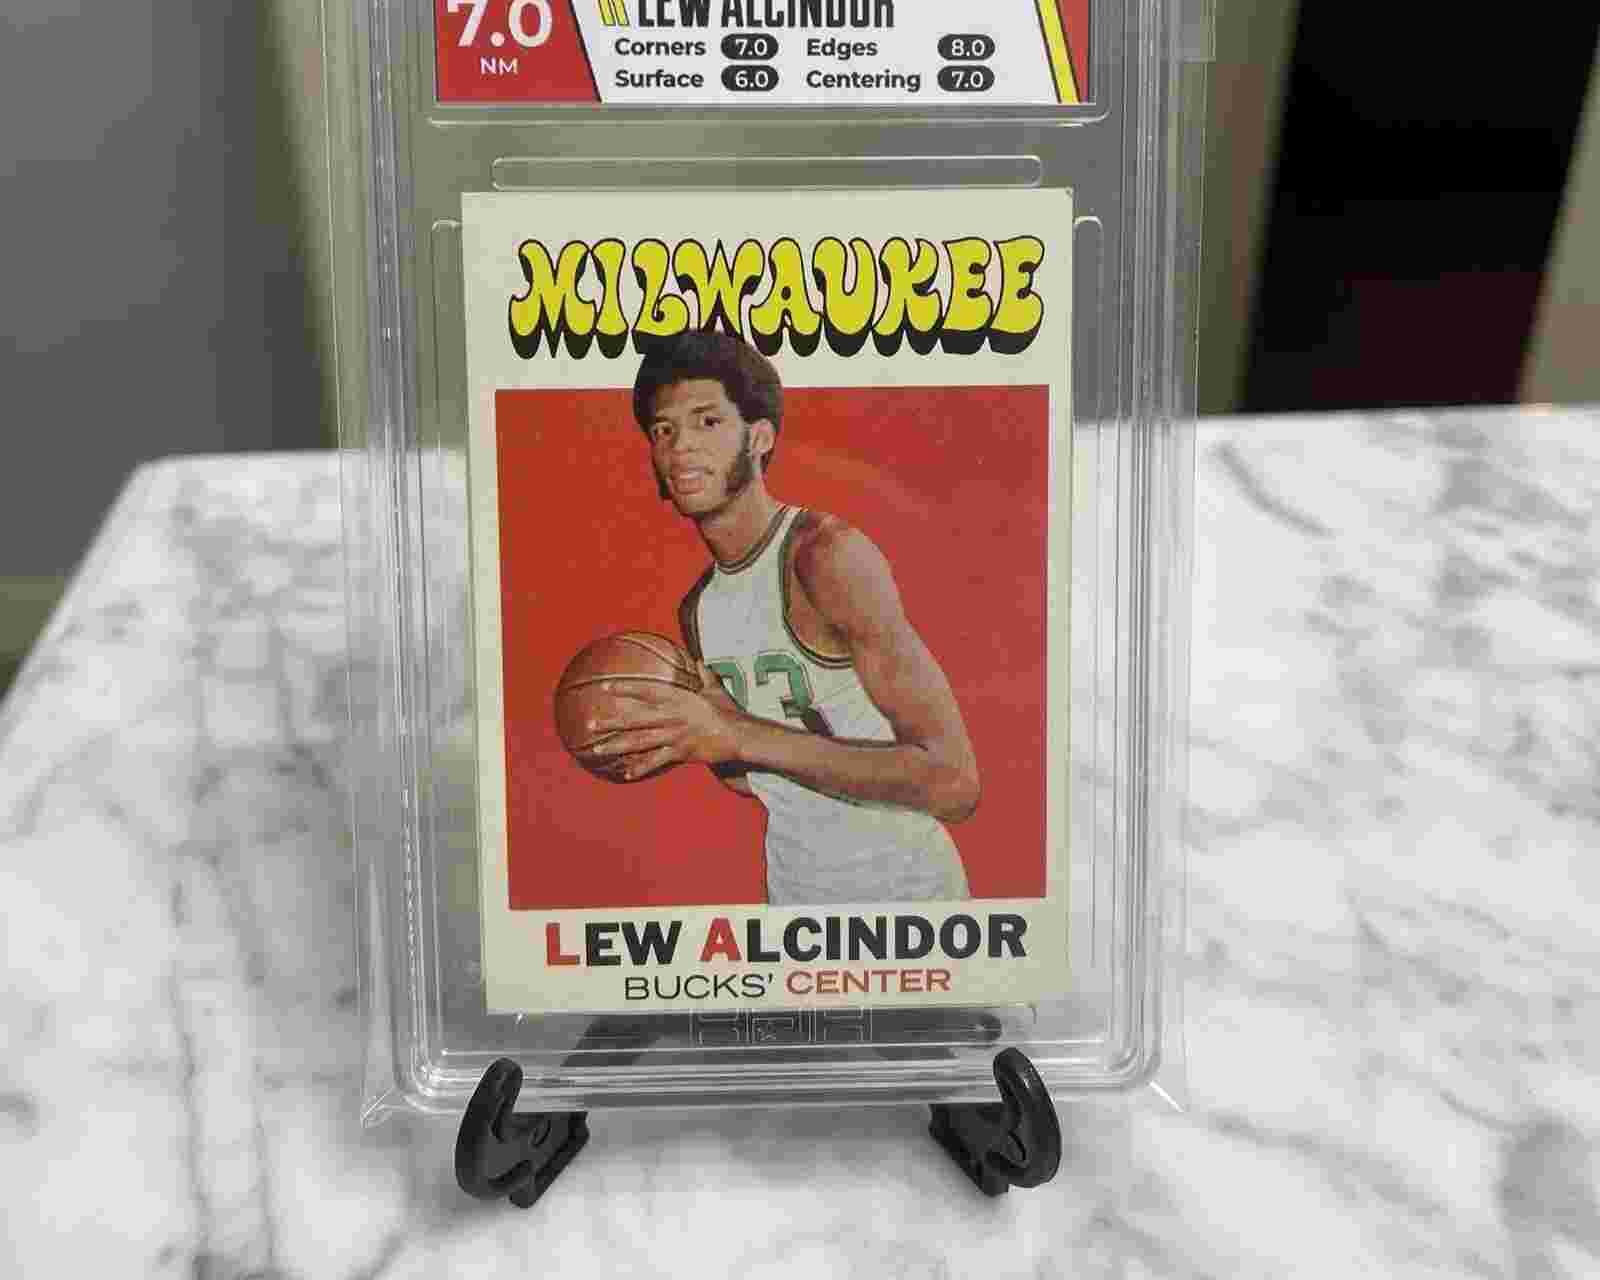 7.0
NM
LEW ALCINDOR
Corners 7.0 Edges 8.0
Surface 6.0 Centering 7.0
MILWAUKEE
33
LEW ALCINDOR
BUCKS' CENTER